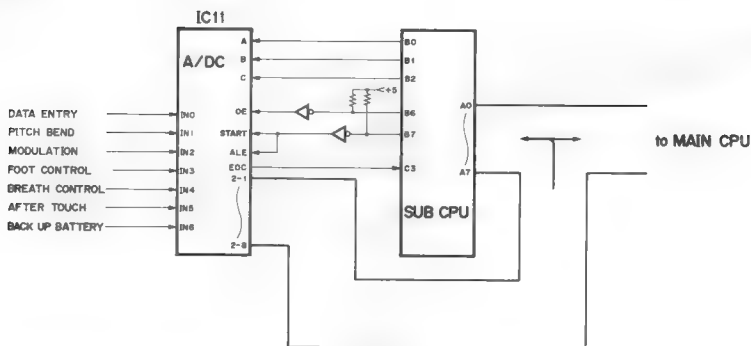 IC11
A/DC
DATA ENTRY
PITCH BEND
MODULATION
FOOT CONTROL
BREATH CONTROL
AFTER TOUCH
BACK UP BATTERY
IN0
IN1
IN2
IN3
IN4
IN5
IN6
A
B
C
OE
START
ALE
EOC
2-1
2-8
+5
B0
B1
B2
B6
B7
C3
SUB CPU
A0
A7
to MAIN CPU